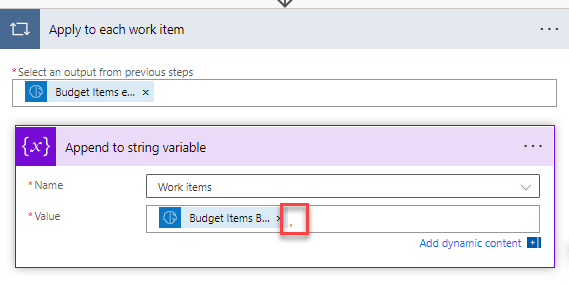 Apply to each work item
* Select an output from previous steps
Budget Items e... ×
{x} Append to string variable
* Name Work items
* Value Budget Items B... × ,
Add dynamic content